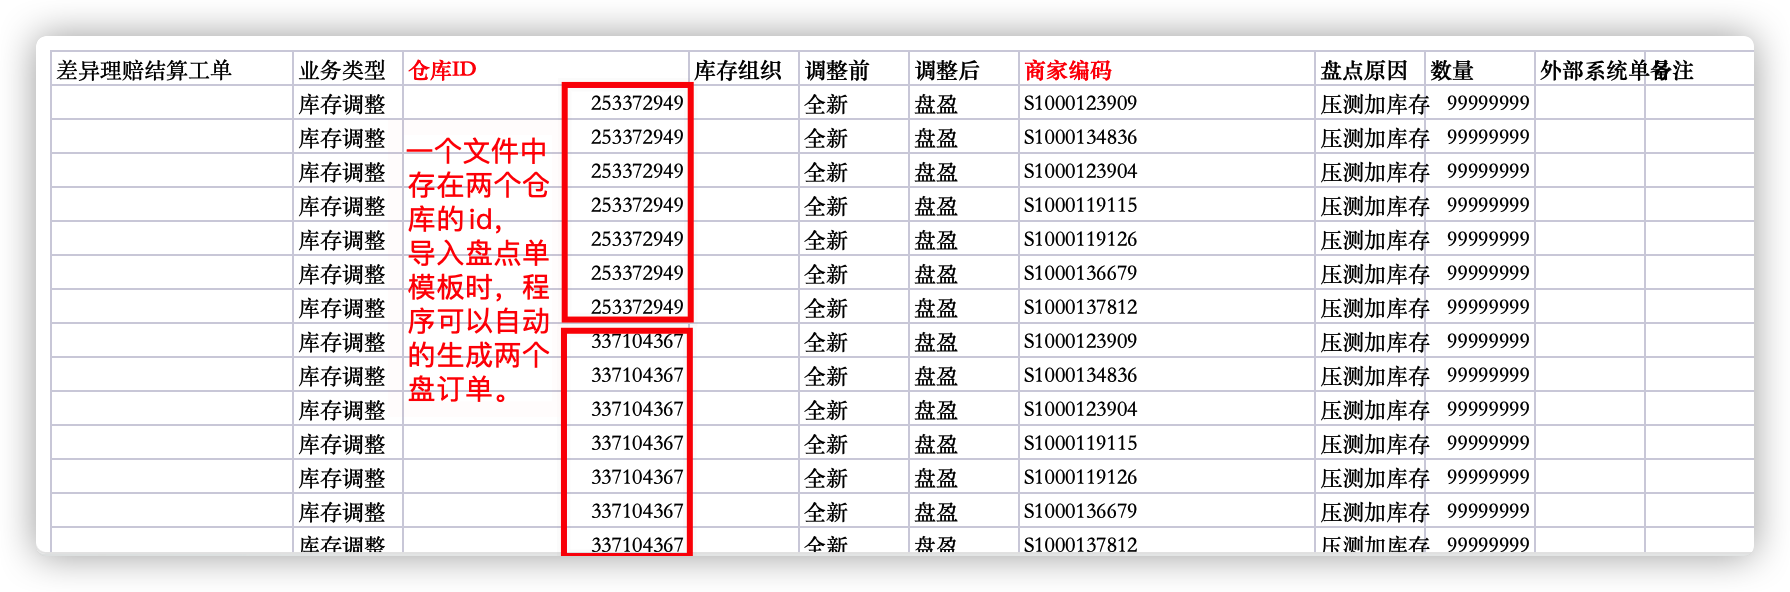 差异理赔结算工单 业务类型 仓库ID 库存组织 调整前 调整后 商家编码 盘点原因 数量 外部系统单号 备注
库存调整 253372949 全新 盘盈 S1000123909 压测加库存 99999999
库存调整 253372949 全新 盘盈 S1000134836 压测加库存 99999999
库存调整 253372949 全新 盘盈 S1000123904 压测加库存 99999999
库存调整 253372949 全新 盘盈 S1000119115 压测加库存 99999999
库存调整 253372949 全新 盘盈 S1000119126 压测加库存 99999999
库存调整 253372949 全新 盘盈 S1000136679 压测加库存 99999999
库存调整 253372949 全新 盘盈 S1000137812 压测加库存 99999999
库存调整 337104367 全新 盘盈 S1000123909 压测加库存 99999999
库存调整 337104367 全新 盘盈 S1000134836 压测加库存 99999999
库存调整 337104367 全新 盘盈 S1000123904 压测加库存 99999999
库存调整 337104367 全新 盘盈 S1000119115 压测加库存 99999999
库存调整 337104367 全新 盘盈 S1000119126 压测加库存 99999999
库存调整 337104367 全新 盘盈 S1000136679 压测加库存 99999999
库存调整 337104367 全新 盘盈 S1000137812 压测加库存 99999999
一个文件中
存在两个仓
库的id，
导入盘点单
模板时，程
序可以自动
的生成两个
盘订单。